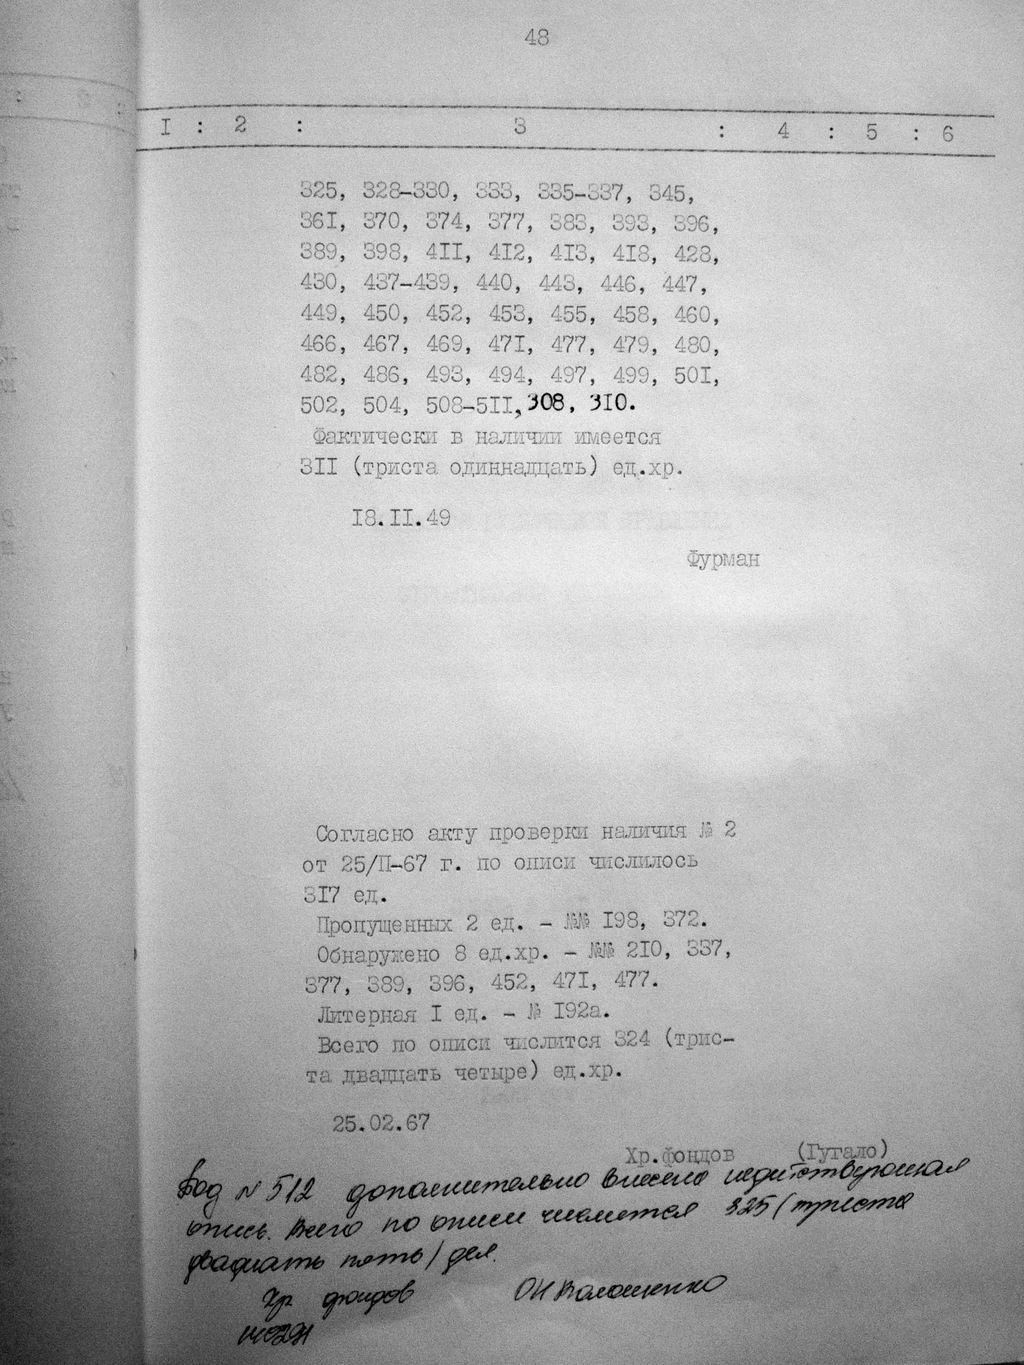 48
I : 2 : 3 : 4 : 5 : 6
325, 328-330, 333, 335-337, 345,
36I, 370, 374, 377, 383, 393, 396,
389, 398, 4II, 4I2, 4I3, 4I8, 428,
430, 437-439, 440, 443, 446, 447,
449, 450, 452, 453, 455, 458, 460,
466, 467, 469, 47I, 477, 479, 480,
482, 486, 493, 494, 497, 499, 50I,
502, 504, 508-5II, 308, 310.
Фактически в наличии имеется
3II (триста одиннадцать) ед.хр.
I8.II.49
Фурман
Согласно акту проверки наличия № 2
от 25/П-67 г. по описи числилось
3I7 ед.
Пропущенных 2 ед. - №№ I98, 372.
Обнаружено 8 ед.хр. - №№ 2I0, 337,
377, 389, 396, 452, 47I, 477.
Литерная I ед. - № I92а.
Всего по описи числится 324 (трис-
та двадцать четыре) ед.хр.
25.02.67
Хр.фондов (Гугало)
Под N 512 дополнительно внесена недействующая
опись. Всего по описи числится 325 (триста
двадцать пять) дел.
Хр фондов